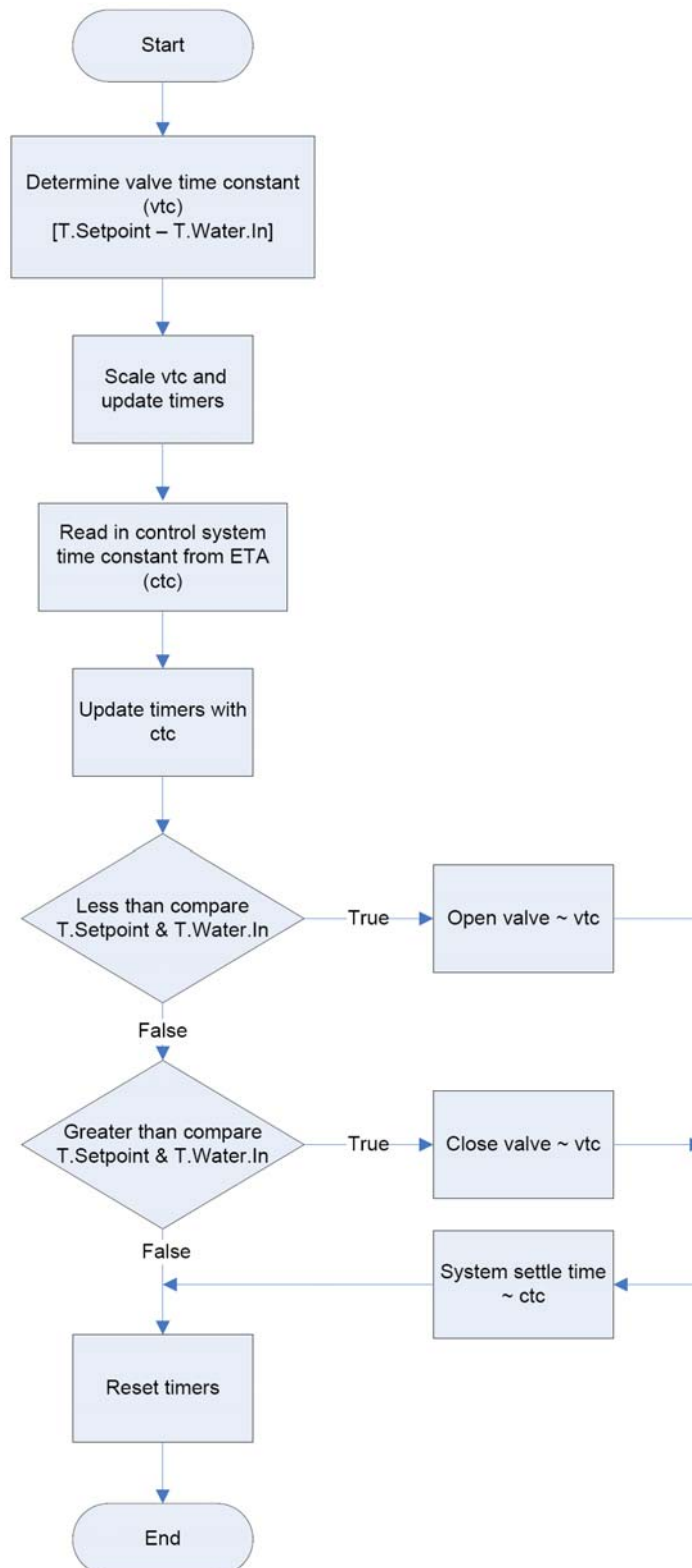 Start
Determine valve time constant
(vtc)
[T.Setpoint – T.Water.In]
Scale vtc and
update timers
Read in control system
time constant from ETA
(ctc)
Update timers with
ctc
Less than compare
T.Setpoint & T.Water.In
True
Open valve ~ vtc
False
Greater than compare
T.Setpoint & T.Water.In
True
Close valve ~ vtc
False
System settle time
~ ctc
Reset timers
End